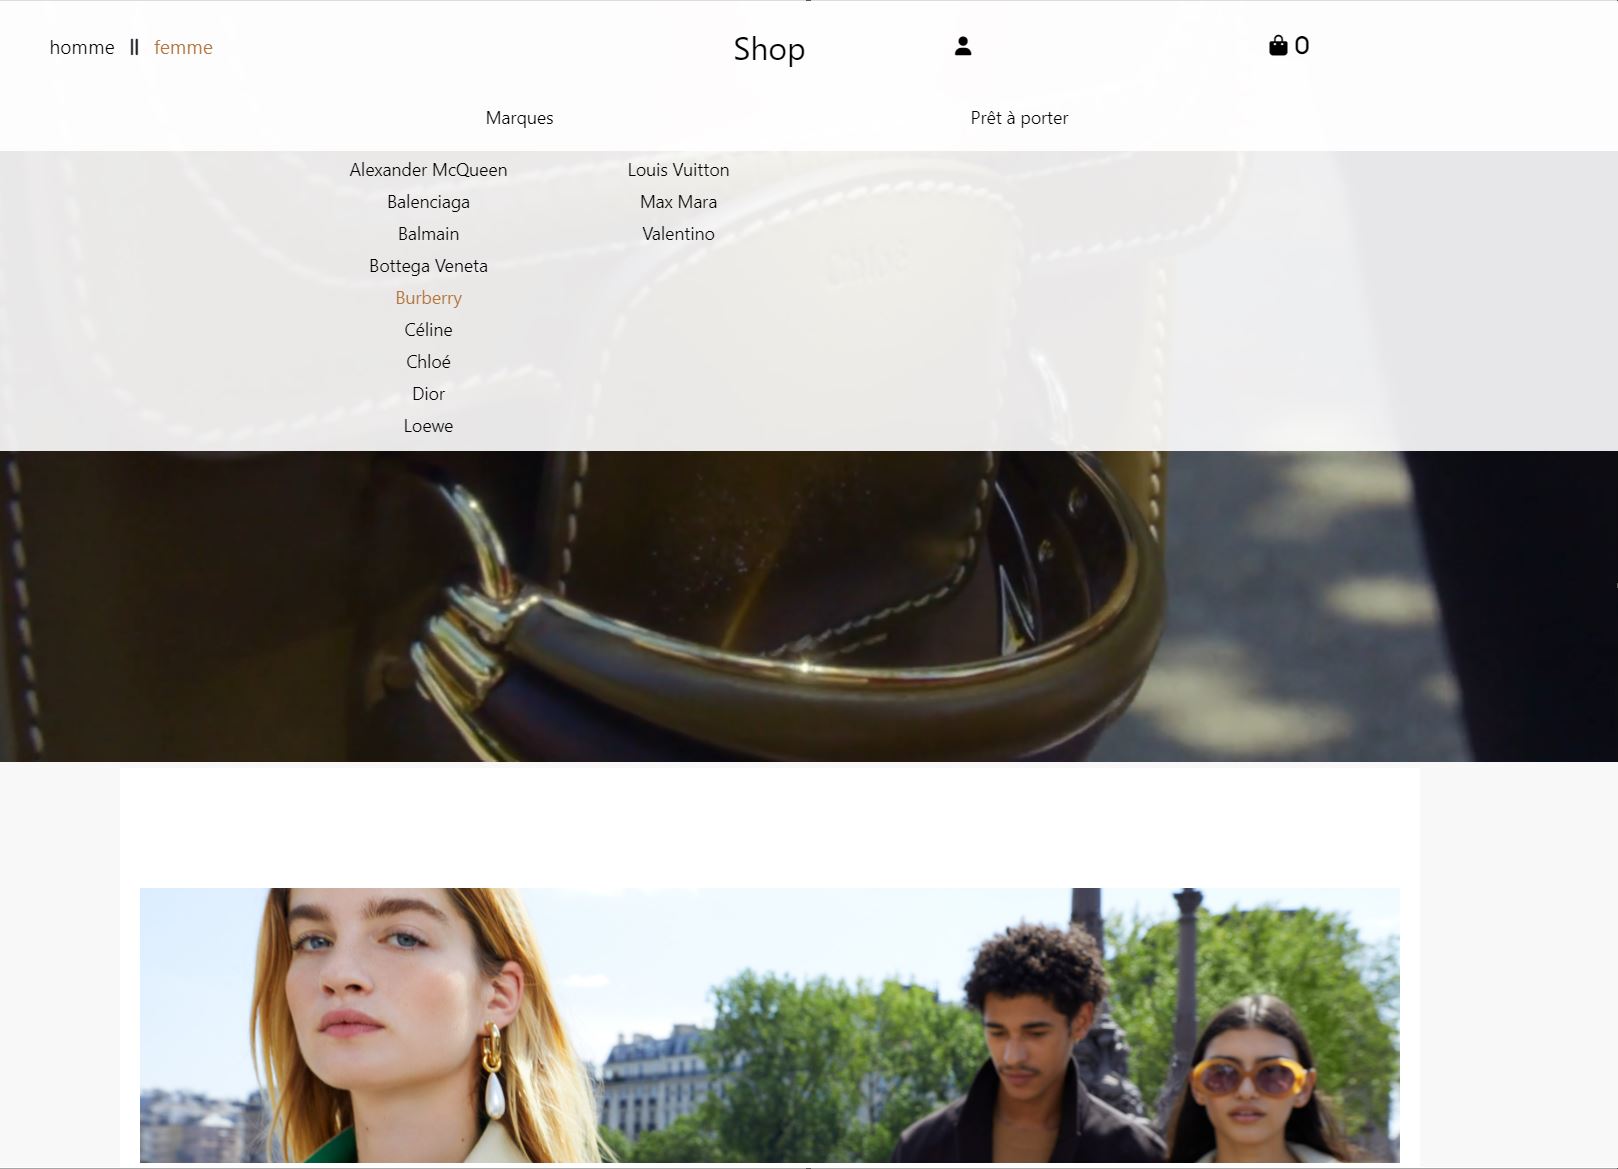 homme || femme
Shop
0
Marques
Prêt à porter
Alexander McQueen
Balenciaga
Balmain
Bottega Veneta
Burberry
Céline
Chloé
Dior
Loewe
Louis Vuitton
Max Mara
Valentino
Chloé